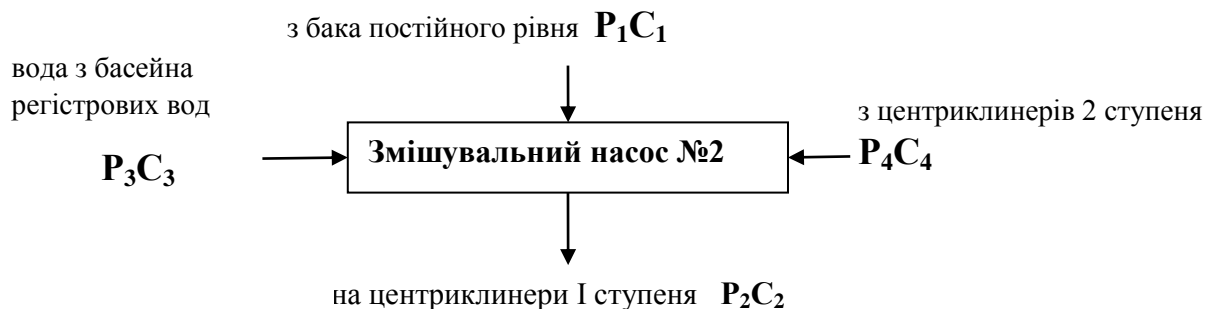 з бака постійного рівня P₁C₁
вода з басейна
регістрових вод
P₃C₃
Змішувальний насос №2
з центриклинерів 2 ступеня
P₄C₄
на центриклинери I ступеня P₂C₂